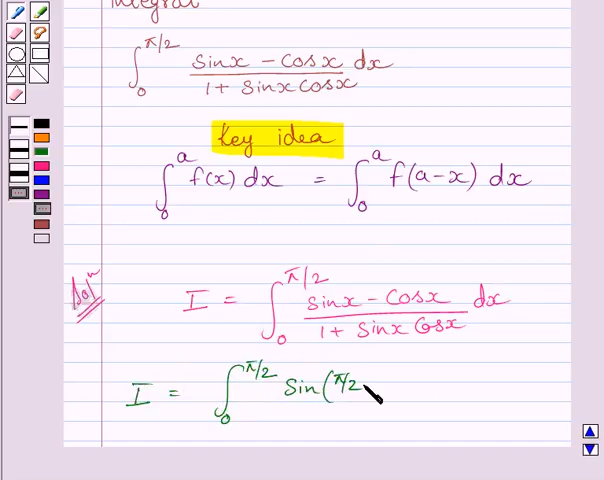 Integral
∫₀^{π/2} (sinx − cosx)/(1 + sinx cosx) dx
Key idea
∫₀^a f(x) dx = ∫₀^a f(a−x) dx
Solⁿ I = ∫₀^{π/2} (sinx − cosx)/(1 + sinx cosx) dx
I = ∫₀^{π/2} sin(π/2